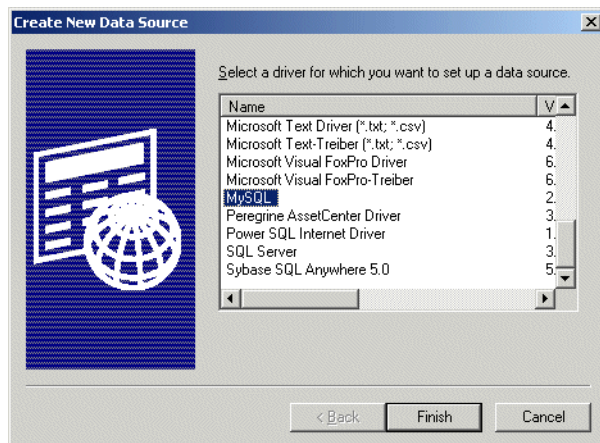 Create New Data Source
Select a driver for which you want to set up a data source.
Name V
Microsoft Text Driver (*.txt; *.csv) 4.
Microsoft Text-Treiber (*.txt; *.csv) 4.
Microsoft Visual FoxPro Driver 6.
Microsoft Visual FoxPro-Treiber 6.
MySQL 2.
Peregrine AssetCenter Driver 3.
Power SQL Internet Driver 1.
SQL Server 3.
Sybase SQL Anywhere 5.0 5.
< Back Finish Cancel